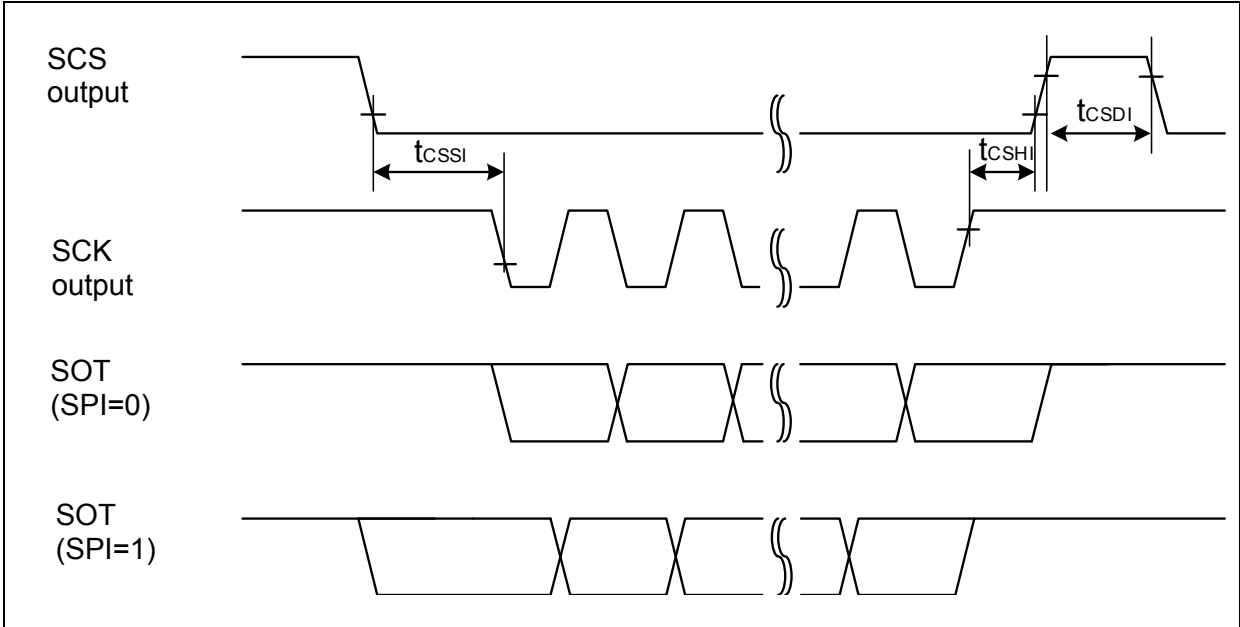 SCS
output
tCSDI
tCSSI
tCSHI
SCK
output
SOT
(SPI=0)
SOT
(SPI=1)